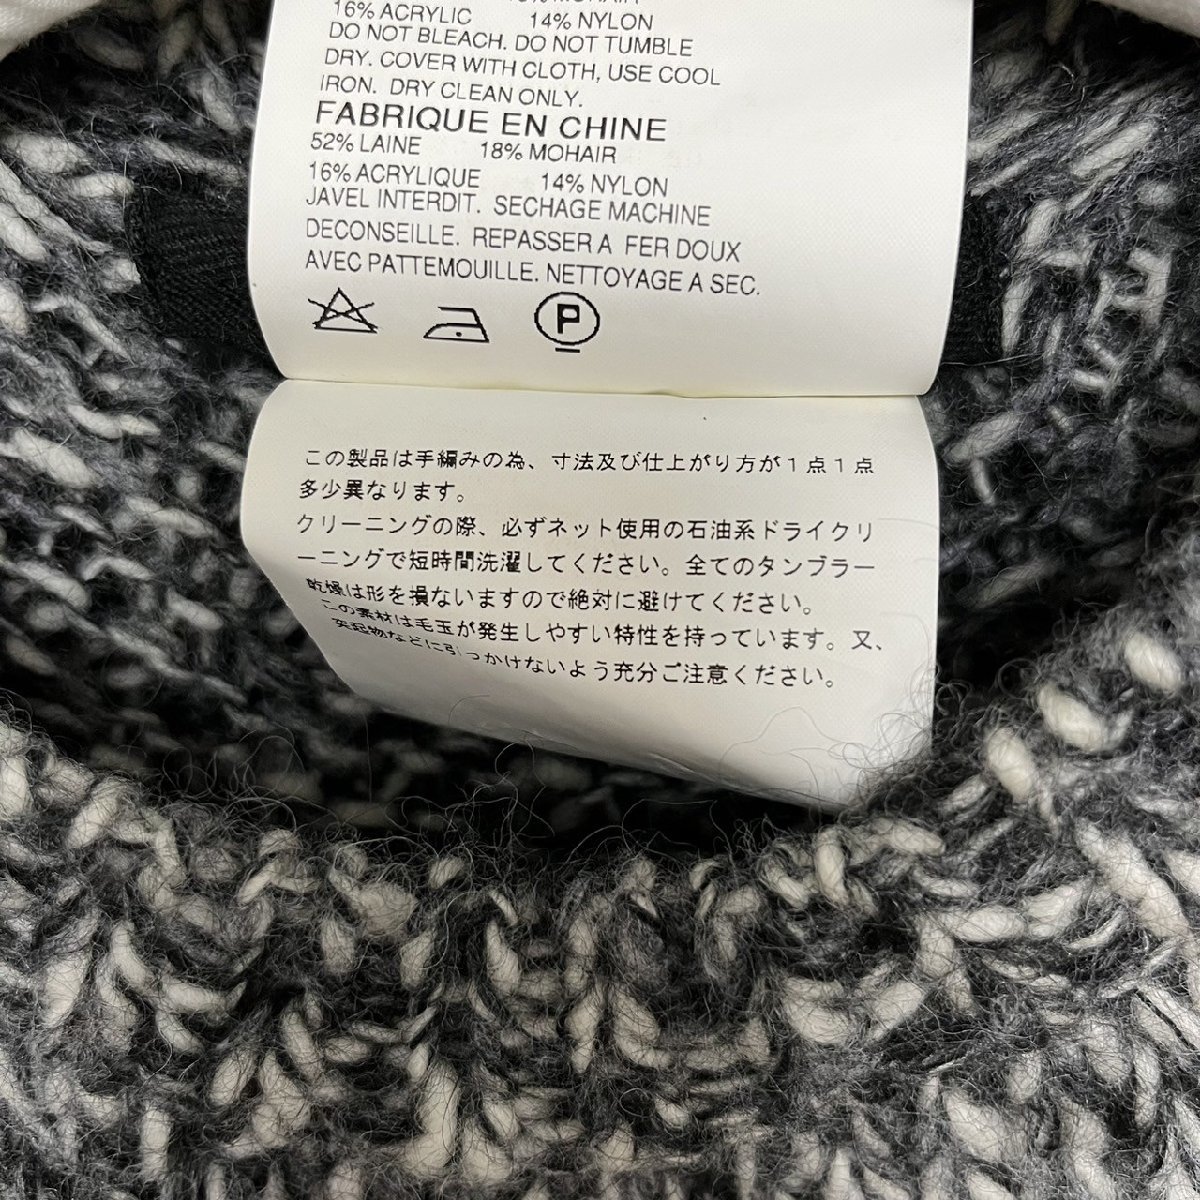 MOHAIR
16% ACRYLIC 14% NYLON
DO NOT BLEACH. DO NOT TUMBLE
DRY. COVER WITH CLOTH, USE COOL
IRON. DRY CLEAN ONLY.
FABRIQUE EN CHINE
52% LAINE 18% MOHAIR
16% ACRYLIQUE 14% NYLON
JAVEL INTERDIT. SECHAGE MACHINE
DECONSEILLE. REPASSER A FER DOUX
AVEC PATTEMOUILLE. NETTOYAGE A SEC.
P
この製品は手編みの為、寸法及び仕上がり方が1点1点
多少異なります。
クリーニングの際、必ずネット使用の石油系ドライクリ
ーニングで短時間洗濯してください。全てのタンブラー
乾燥は形を損ないますので絶対に避けてください。
この素材は毛玉が発生しやすい特性を持っています。又、
突起物などに引っかけないよう充分ご注意ください。